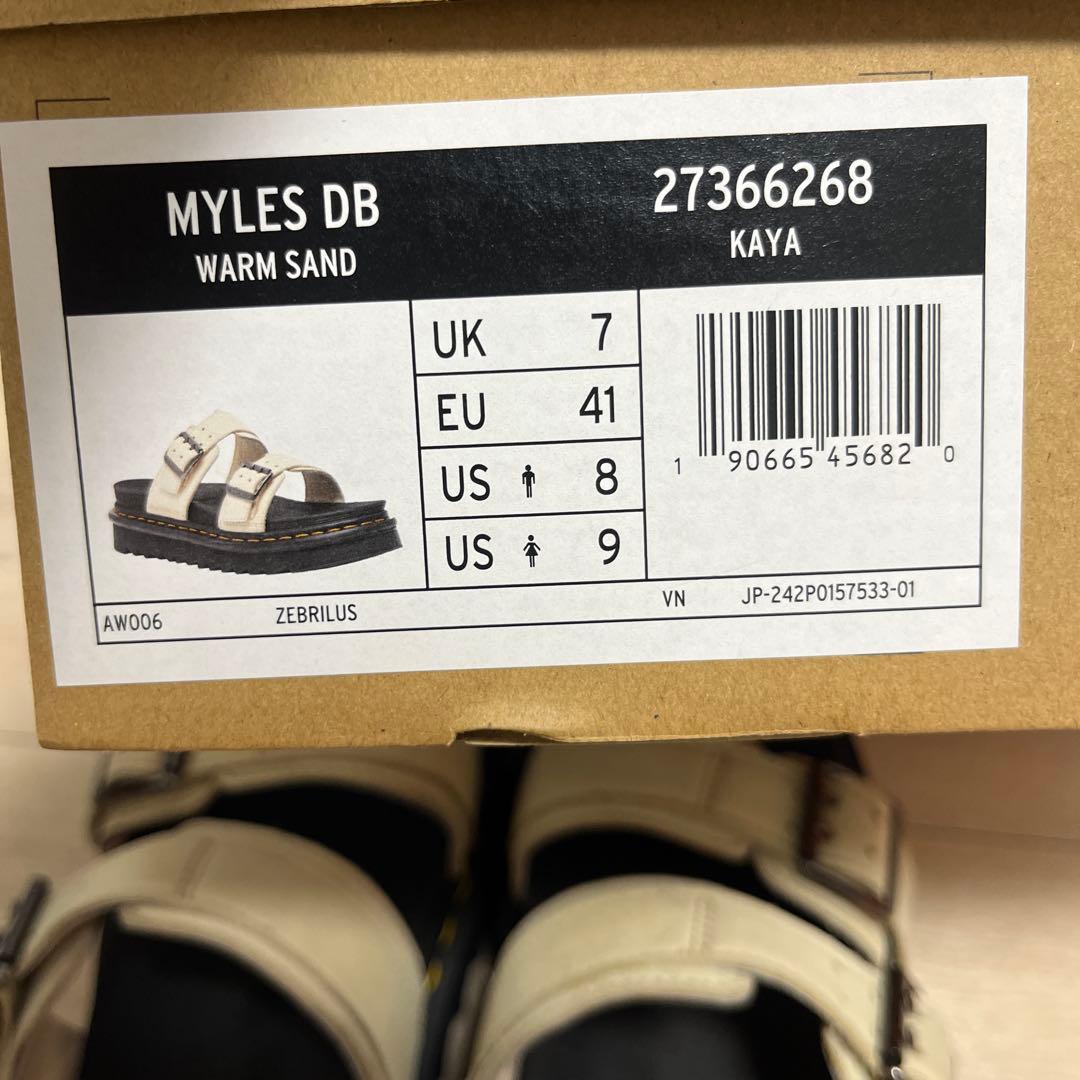 MYLES DB
WARM SAND
27366268
KAYA
UK 7
EU 41
US 8
US 9
1 90665 45682 0
AW006 ZEBRILUS VN JP-242P0157533-01